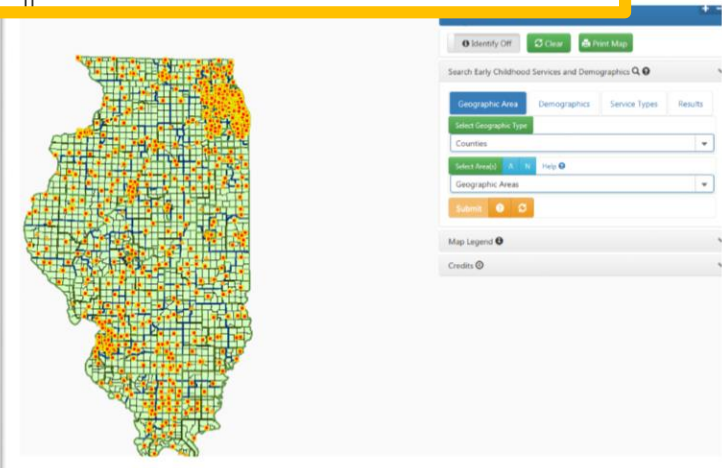 Identify Off Clear Print Map
Search Early Childhood Services and Demographics
Geographic Area Demographics Service Types Results
Select Geographic Type
Counties
Select Area(s) A N Help
Geographic Areas
Submit
Map Legend
Credits